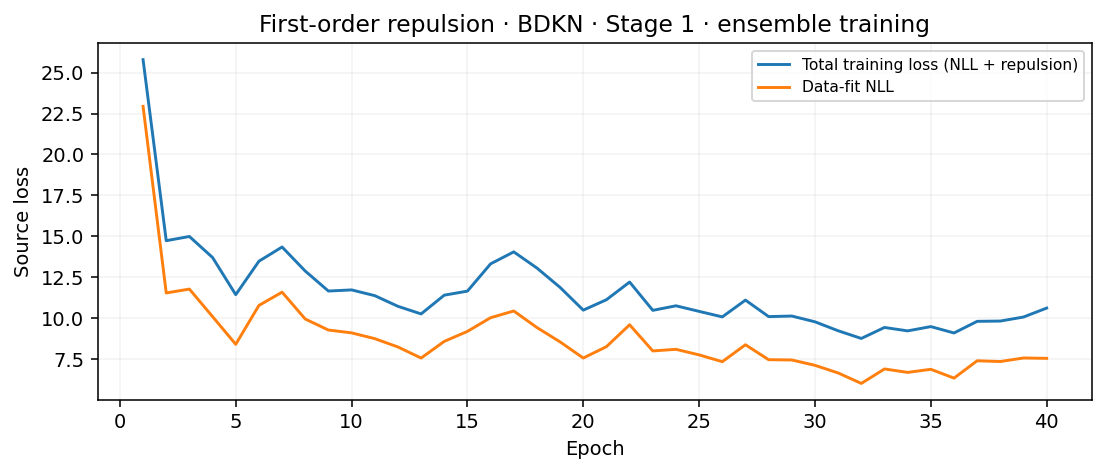 First-order repulsion · BDKN · Stage 1 · ensemble training
Total training loss (NLL + repulsion)
Data-fit NLL
Source loss
25.0
22.5
20.0
17.5
15.0
12.5
10.0
7.5
0 5 10 15 20 25 30 35 40
Epoch